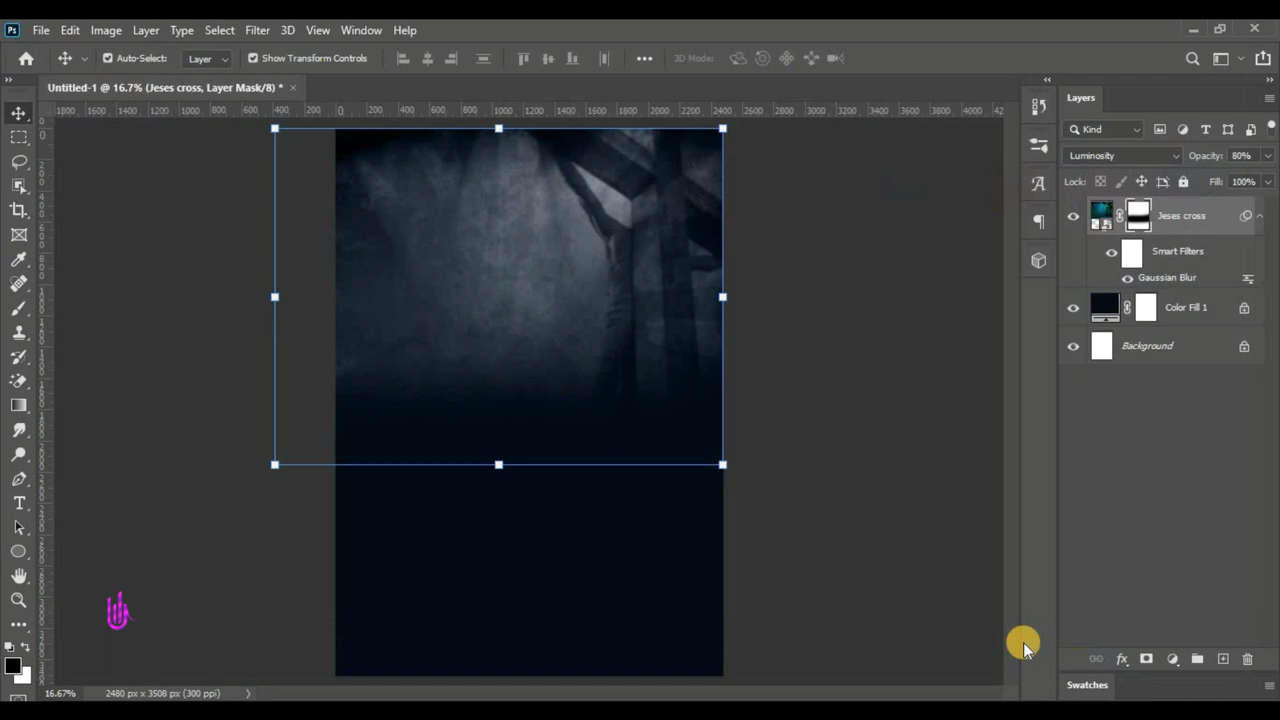 Ps File Edit Image Layer Type Select Filter 3D View Window Help
Auto-Select: Layer Show Transform Controls 3D Mode:
Untitled-1 @ 16.7% (Jeses cross, Layer Mask/8) *
1800 1600 1400 1200 1000 800 600 400 200 0 200 400 600 800 1000 1200 1400 1600 1800 2000 2200 2400 2600 2800 3000 3200 3400 3600 3800 4000 42
Layers
Kind
Luminosity Opacity: 80%
Lock: Fill: 100%
Jeses cross
Smart Filters
Gaussian Blur
Color Fill 1
Background
Swatches
16.67% 2480 px x 3508 px (300 ppi)